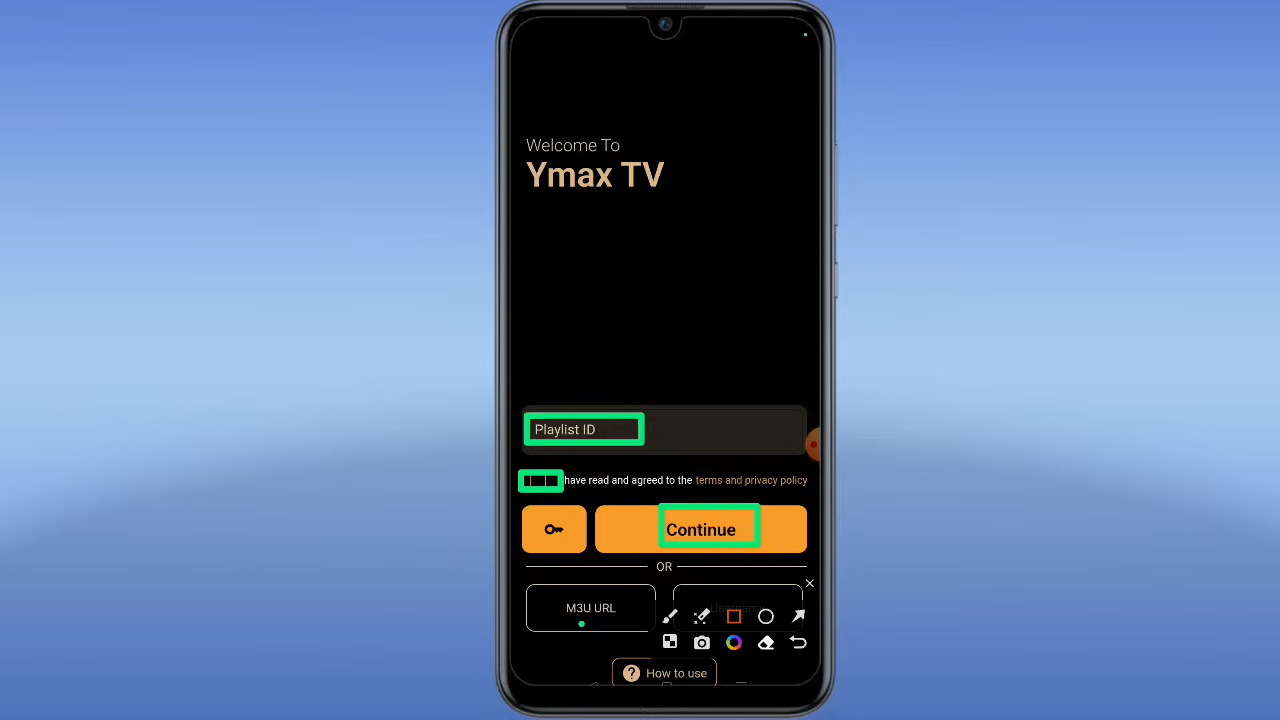 Welcome To
Ymax TV
Playlist ID
have read and agreed to the terms and privacy policy
Continue
OR
M3U URL
Username
? How to use